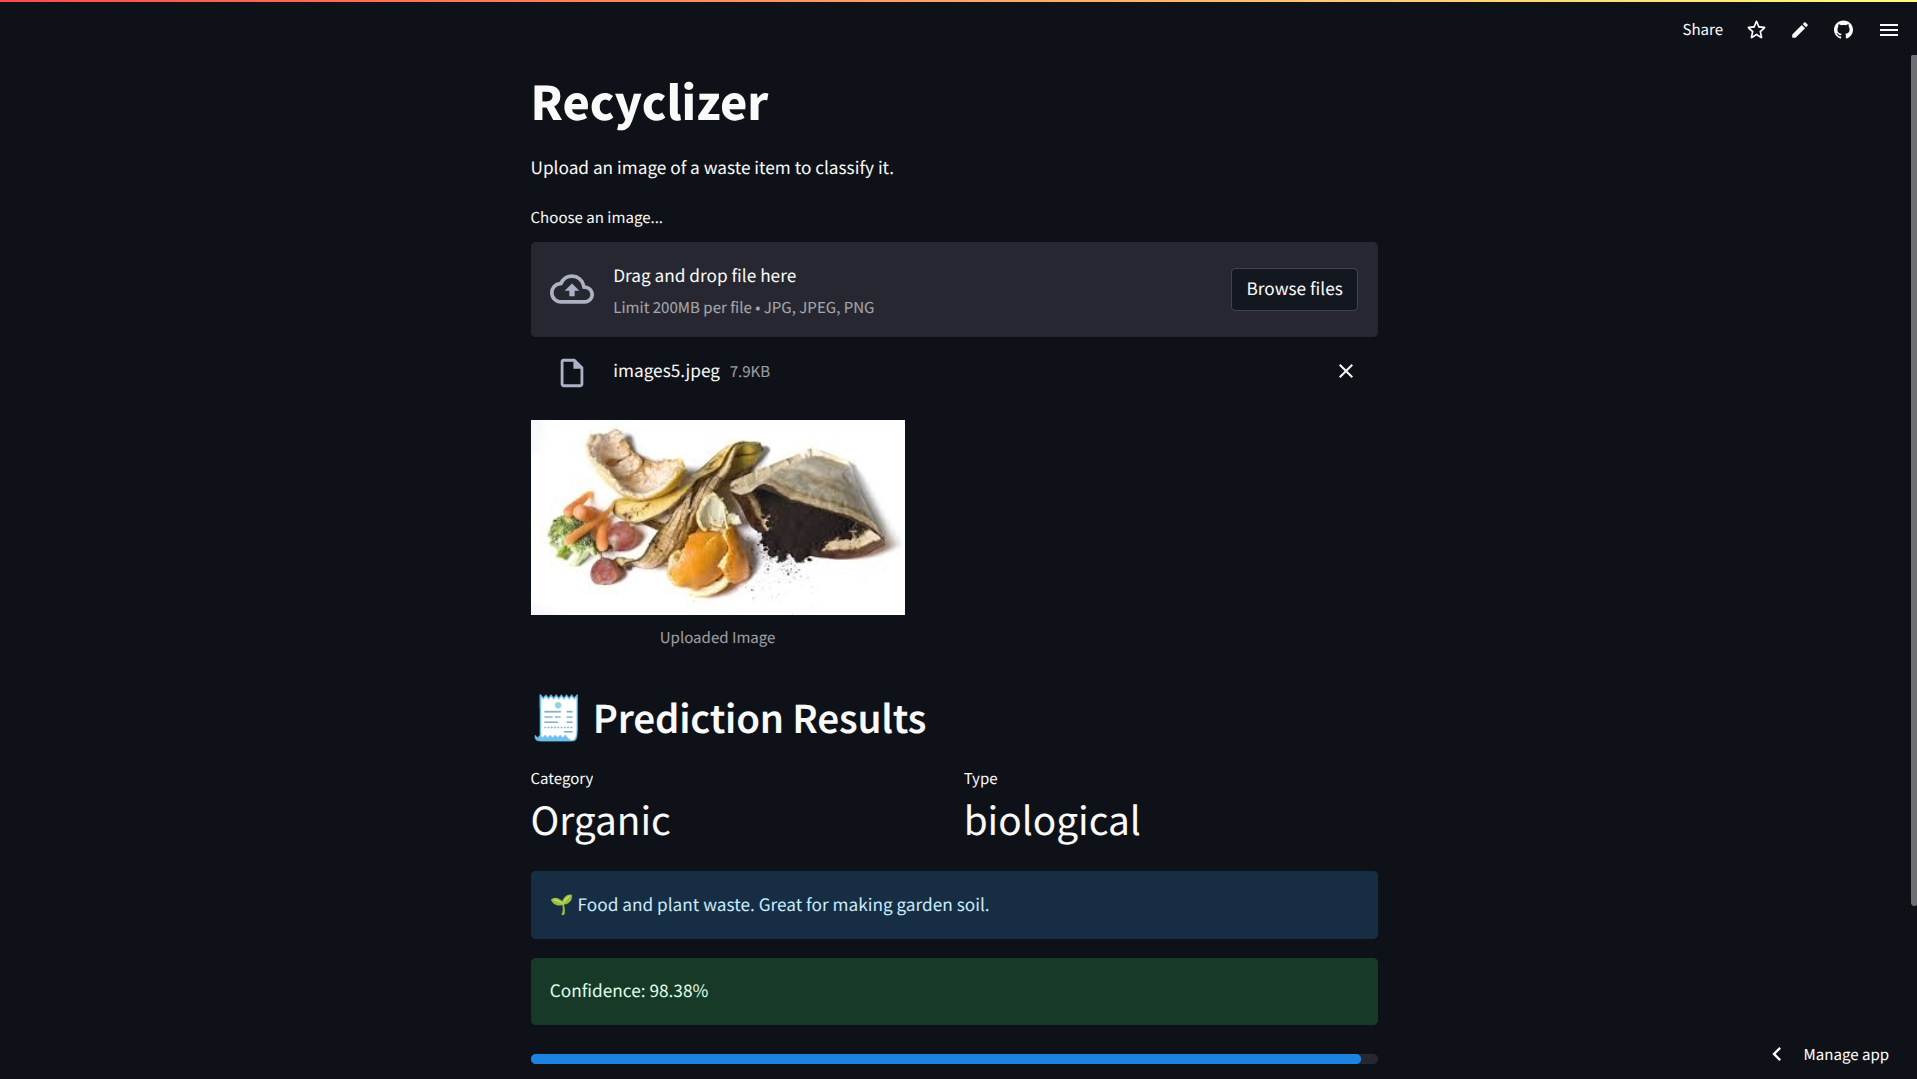 Share
Recyclizer
Upload an image of a waste item to classify it.
Choose an image...
Drag and drop file here
Limit 200MB per file • JPG, JPEG, PNG
Browse files
images5.jpeg 7.9KB
Uploaded Image
Prediction Results
Category
Organic
Type
biological
Food and plant waste. Great for making garden soil.
Confidence: 98.38%
Manage app